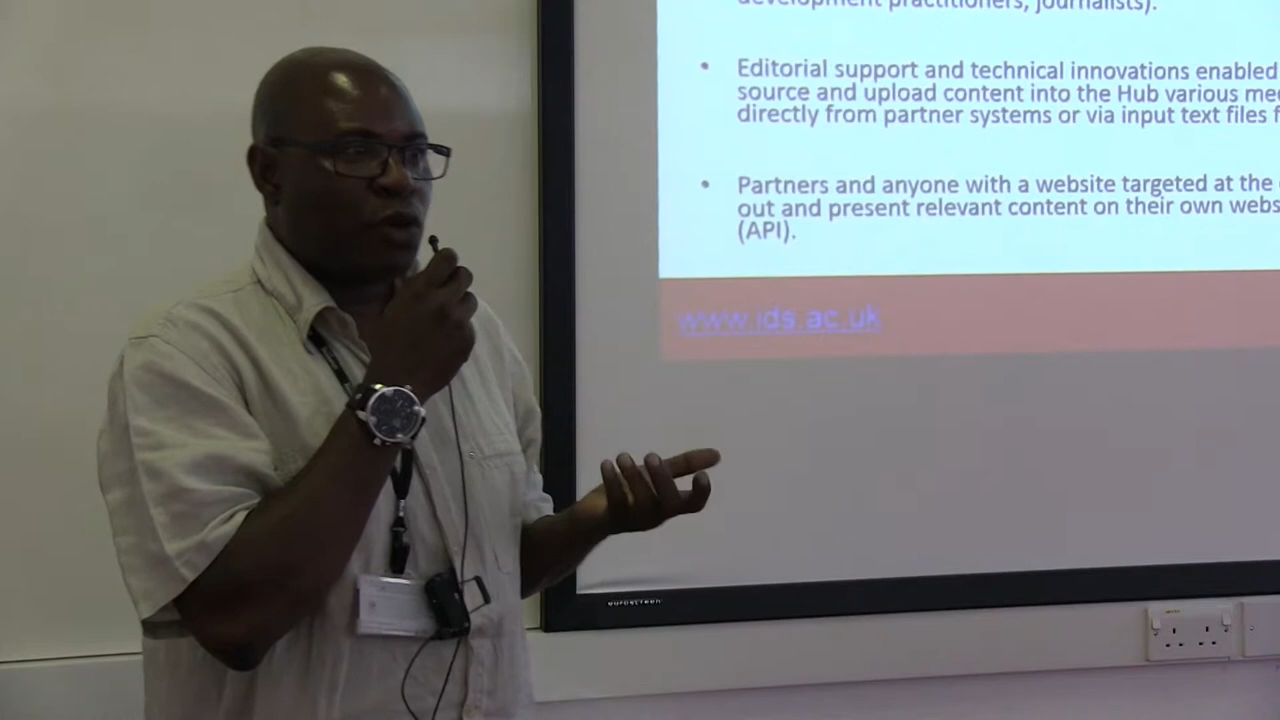 development practitioners, journalists).
• Editorial support and technical innovations enabled
source and upload content into the Hub various
directly from partner systems or via input text files
• Partners and anyone with a website targeted at the
out and present relevant content on their own
(API).
www.ids.ac.uk
euroscreen